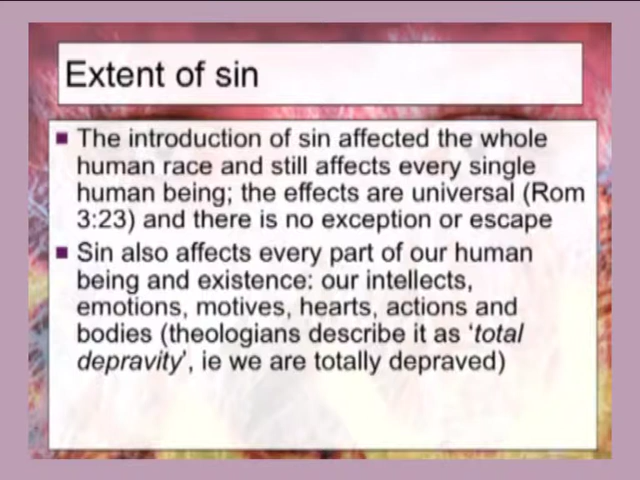 Extent of sin
The introduction of sin affected the whole
human race and still affects every single
human being; the effects are universal (Rom
3:23) and there is no exception or escape
Sin also affects every part of our human
being and existence: our intellects,
emotions, motives, hearts, actions and
bodies (theologians describe it as ‘total
depravity’, ie we are totally depraved)